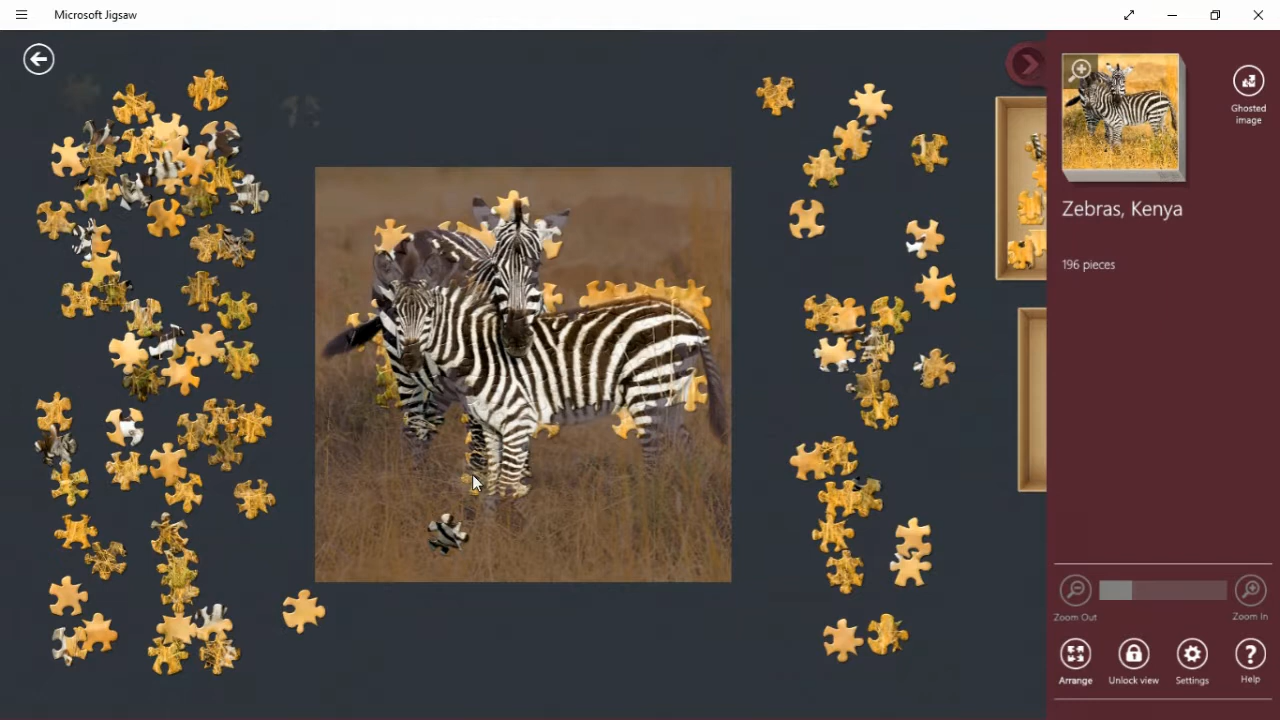 Microsoft Jigsaw
Ghosted
image
Zebras, Kenya
196 pieces
Zoom Out
Zoom In
Arrange
Unlock view
Settings
?
Help